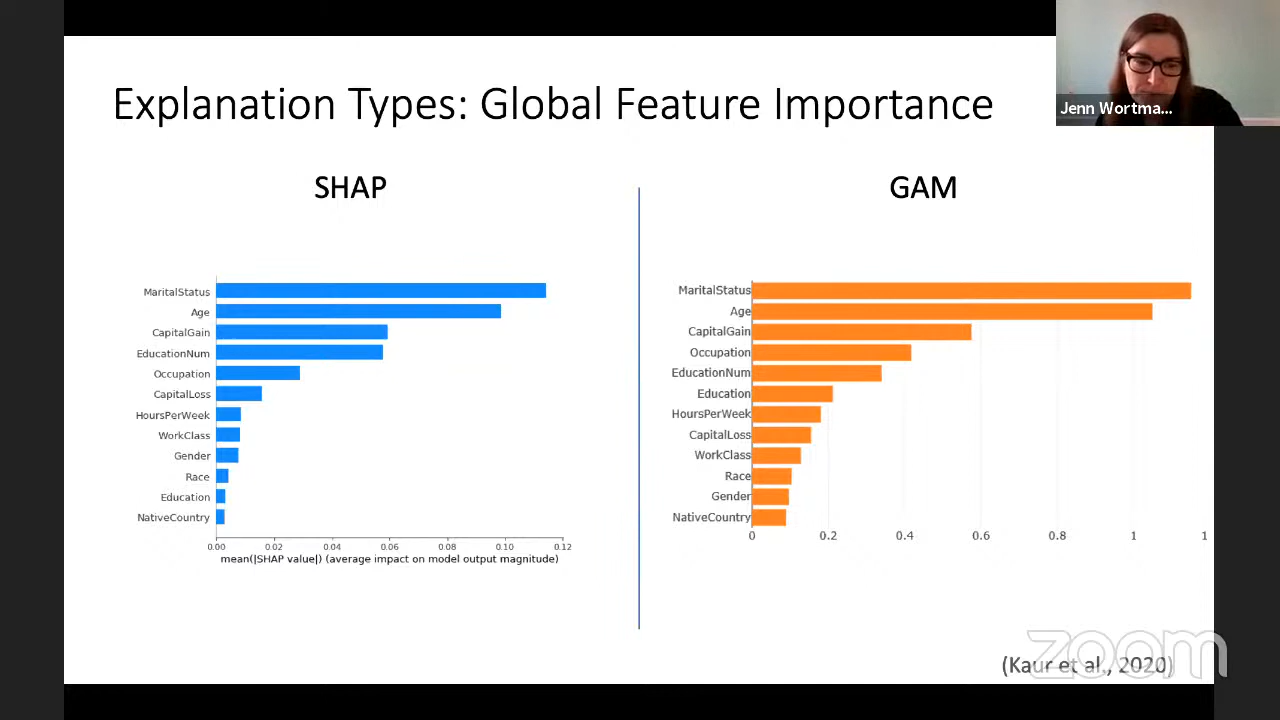 Explanation Types: Global Feature Importance
Jenn Wortma...
SHAP
MaritalStatus
Age
CapitalGain
EducationNum
Occupation
CapitalLoss
HoursPerWeek
WorkClass
Gender
Race
Education
NativeCountry
0.00 0.02 0.04 0.06 0.08 0.10 0.12
mean(|SHAP value|) (average impact on model output magnitude)
GAM
MaritalStatus
Age
CapitalGain
Occupation
EducationNum
Education
HoursPerWeek
CapitalLoss
WorkClass
Race
Gender
NativeCountry
0 0.2 0.4 0.6 0.8 1 1
(Kaur et al., 2020)
zoom